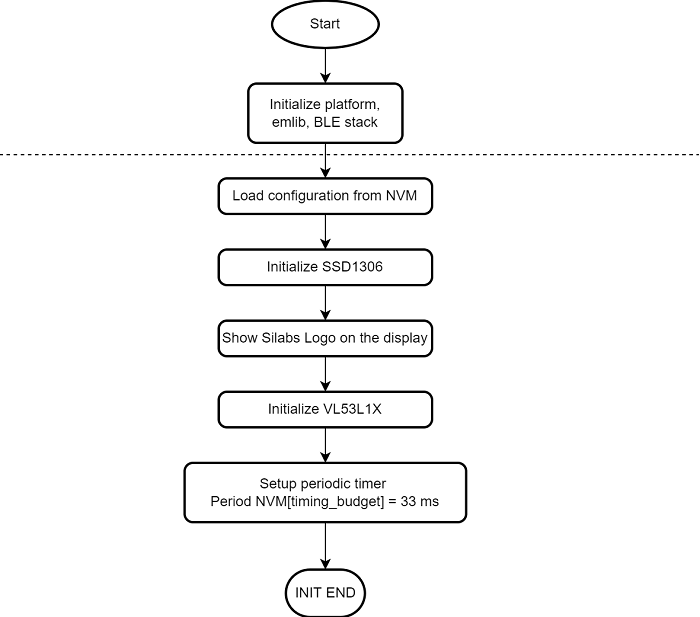 Start
Initialize platform,
emlib, BLE stack
Load configuration from NVM
Initialize SSD1306
Show Silabs Logo on the display
Initialize VL53L1X
Setup periodic timer
Period NVM[timing_budget] = 33 ms
INIT END